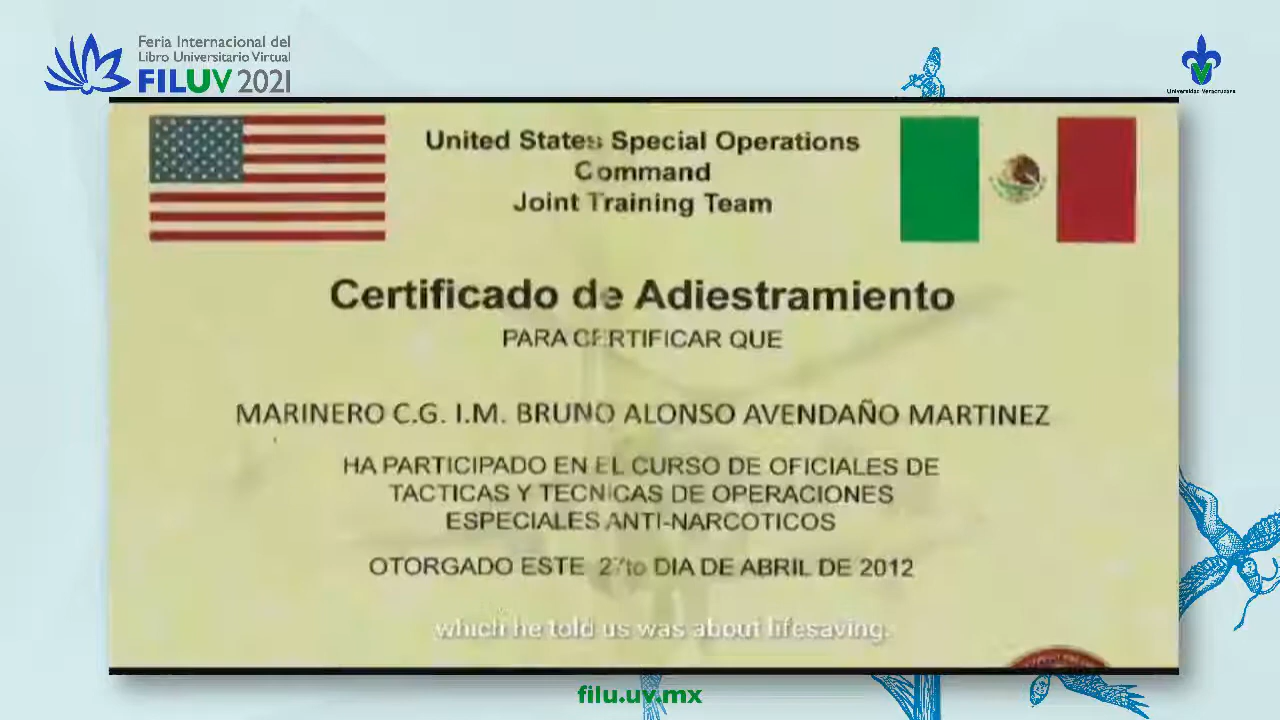 Feria Internacional del
Libro Universitario Virtual
FILUV 2021
Universidad Veracruzana
United States Special Operations
Command
Joint Training Team
Certificado de Adiestramiento
PARA CERTIFICAR QUE
MARINERO C.G. I.M. BRUNO ALONSO AVENDAÑO MARTINEZ
HA PARTICIPADO EN EL CURSO DE OFICIALES DE
TACTICAS Y TECNICAS DE OPERACIONES
ESPECIALES ANTI-NARCOTICOS
OTORGADO ESTE 27to DIA DE ABRIL DE 2012
which he told us was about lifesaving.
filu.uv.mx